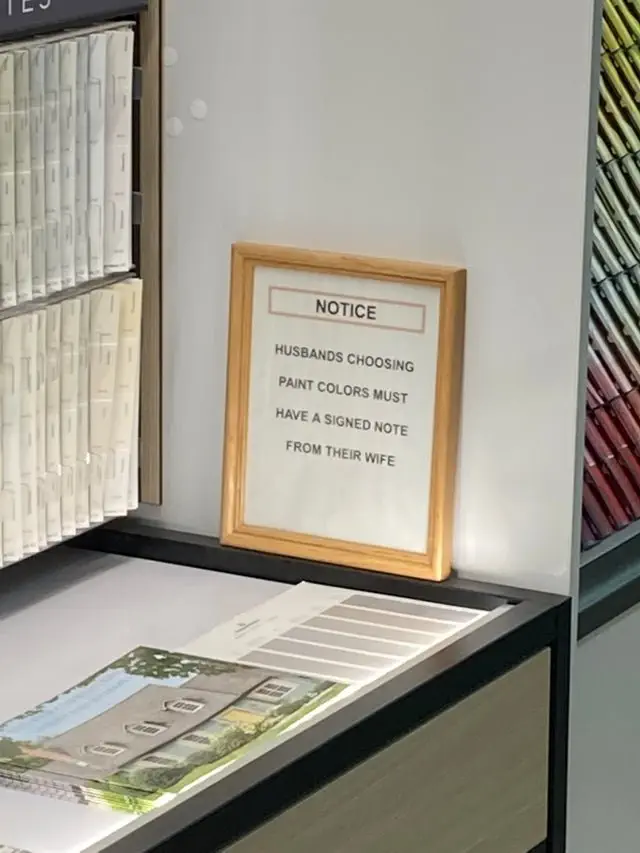 NOTICE
HUSBANDS CHOOSING
PAINT COLORS MUST
HAVE A SIGNED NOTE
FROM THEIR WIFE